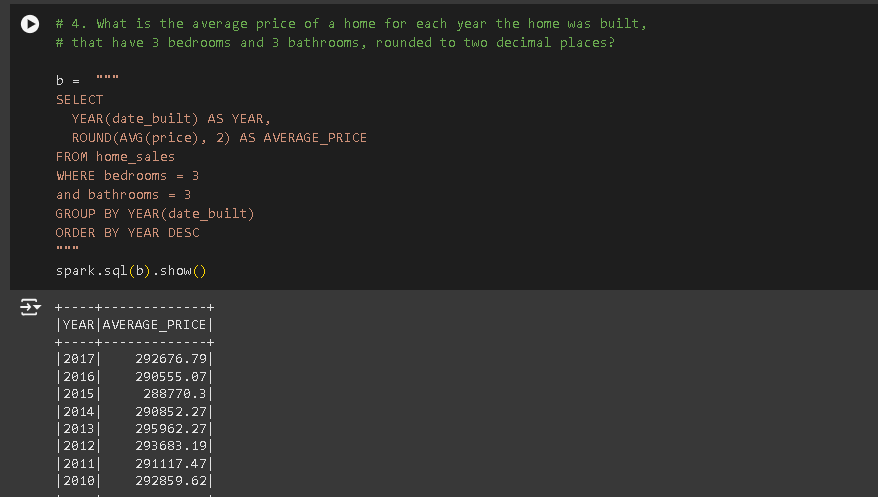 # 4. What is the average price of a home for each year the home was built,
# that have 3 bedrooms and 3 bathrooms, rounded to two decimal places?
b =  """
SELECT
  YEAR(date_built) AS YEAR,
  ROUND(AVG(price), 2) AS AVERAGE_PRICE
FROM home_sales
WHERE bedrooms = 3
and bathrooms = 3
GROUP BY YEAR(date_built)
ORDER BY YEAR DESC
"""
spark.sql(b).show()
+----+-------------+
|YEAR|AVERAGE_PRICE|
+----+-------------+
|2017|    292676.79|
|2016|    290555.07|
|2015|     288770.3|
|2014|    290852.27|
|2013|    295962.27|
|2012|    293683.19|
|2011|    291117.47|
|2010|    292859.62|